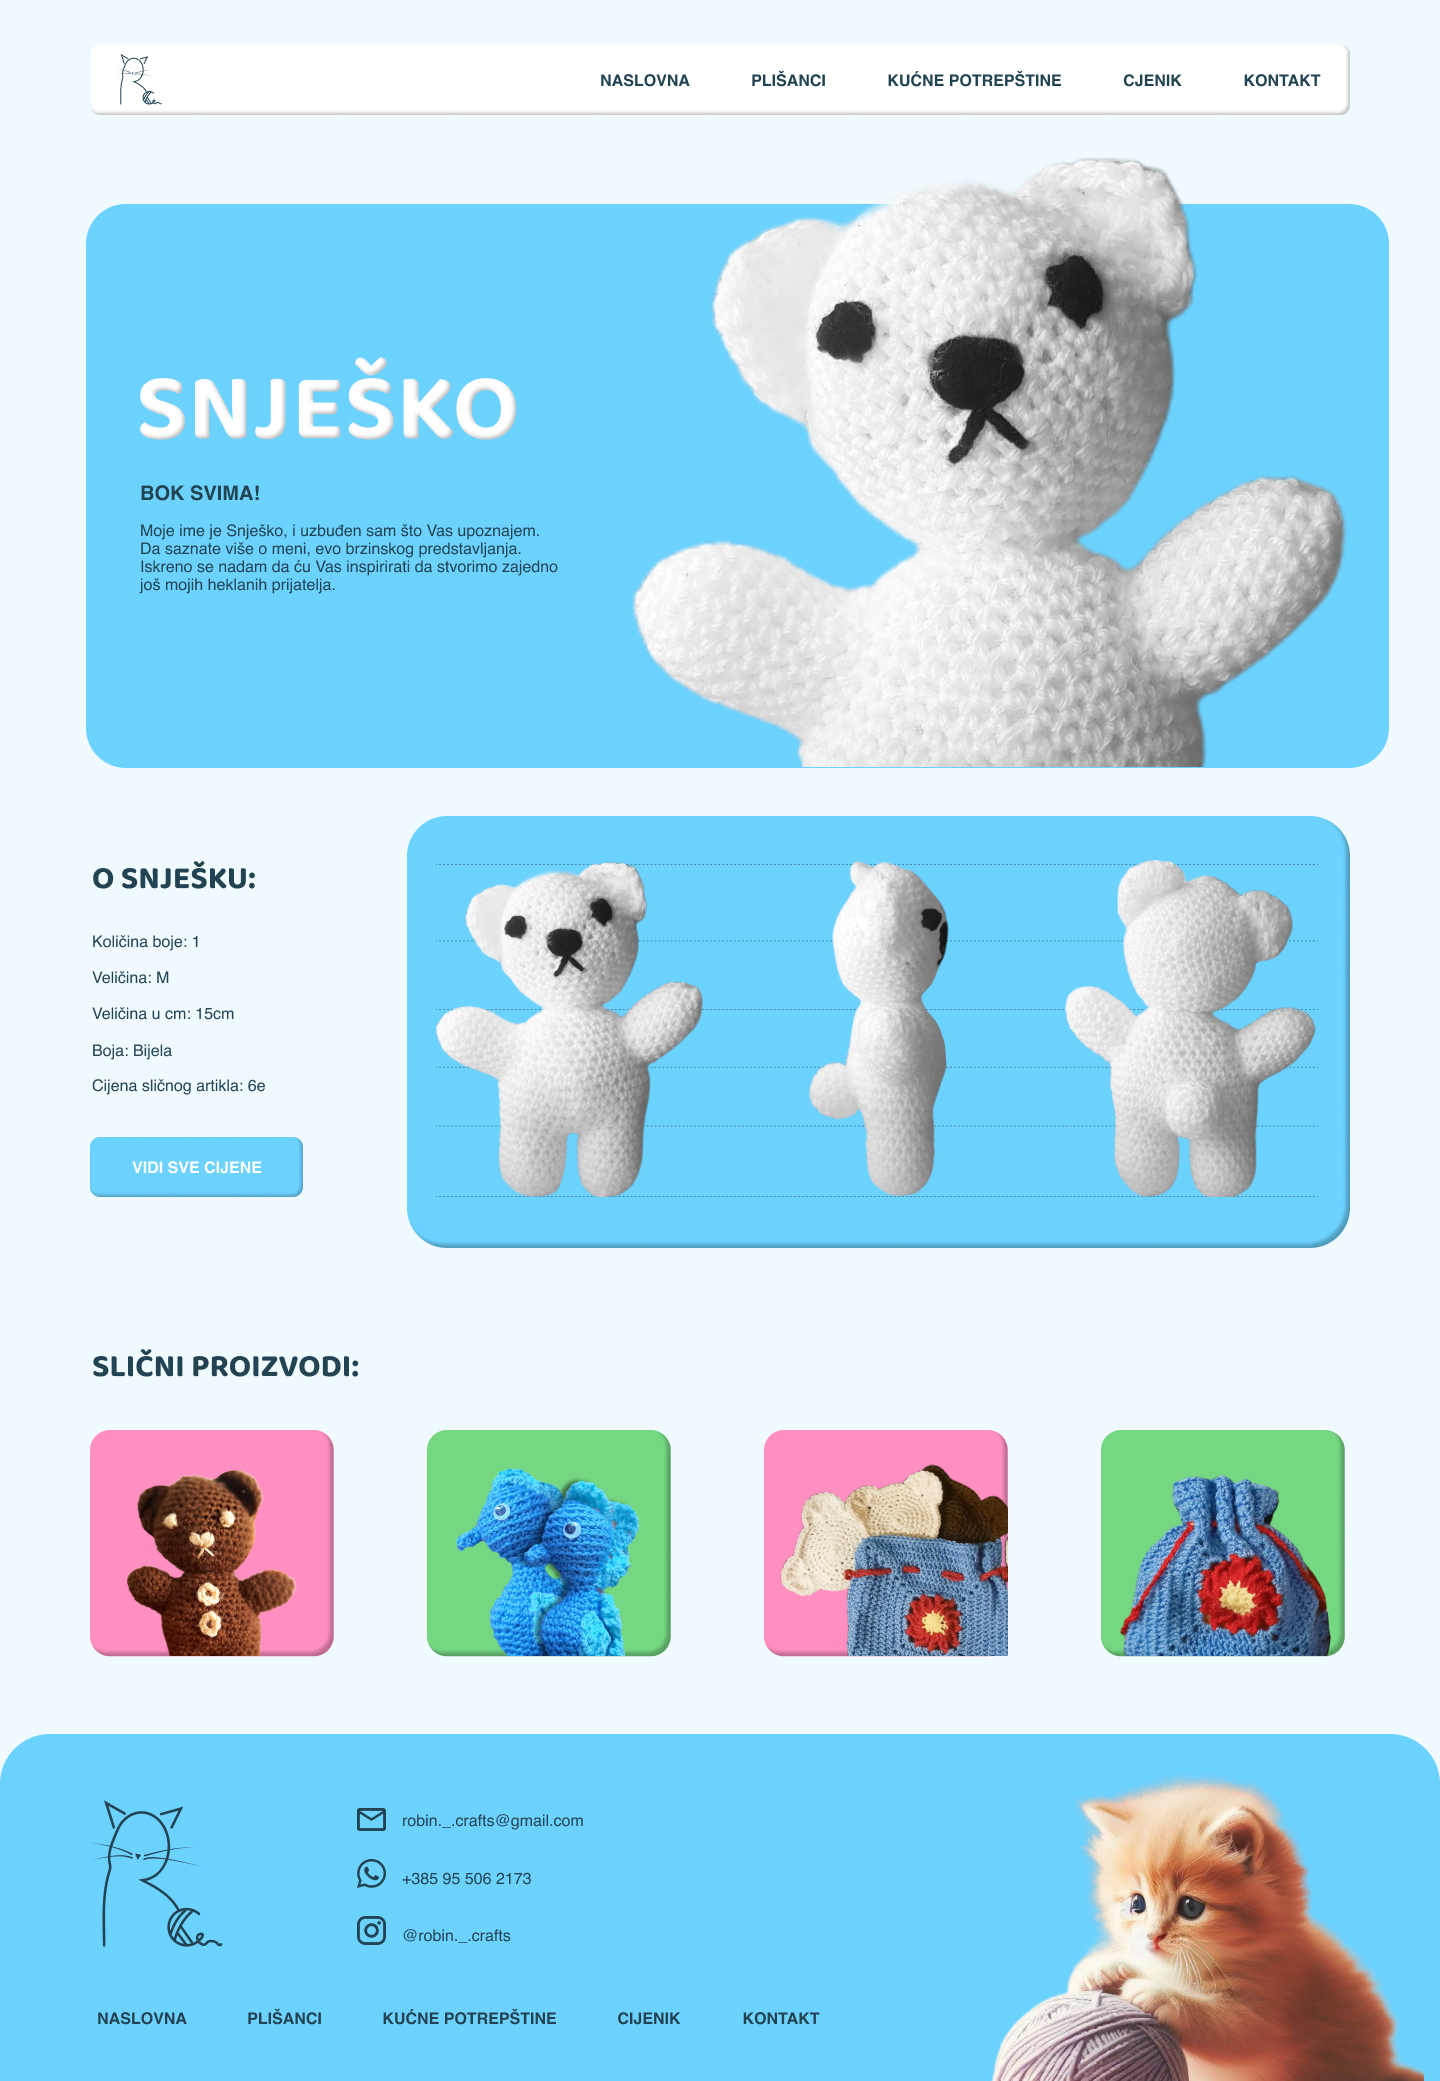 NASLOVNA PLIŠANCI KUĆNE POTREPŠTINE CJENIK KONTAKT
SNJEŠKO
BOK SVIMA!
Moje ime je Snješko, i uzbuđen sam što Vas upoznajem.
Da saznate više o meni, evo brzinskog predstavljanja.
Iskreno se nadam da ću Vas inspirirati da stvorimo zajedno
još mojih heklanih prijatelja.
O SNJEŠKU:
Količina boje: 1
Veličina: M
Veličina u cm: 15cm
Boja: Bijela
Cijena sličnog artikla: 6e
VIDI SVE CIJENE
SLIČNI PROIZVODI:
robin._.crafts@gmail.com
+385 95 506 2173
@robin._.crafts
NASLOVNA PLIŠANCI KUĆNE POTREPŠTINE CIJENIK KONTAKT